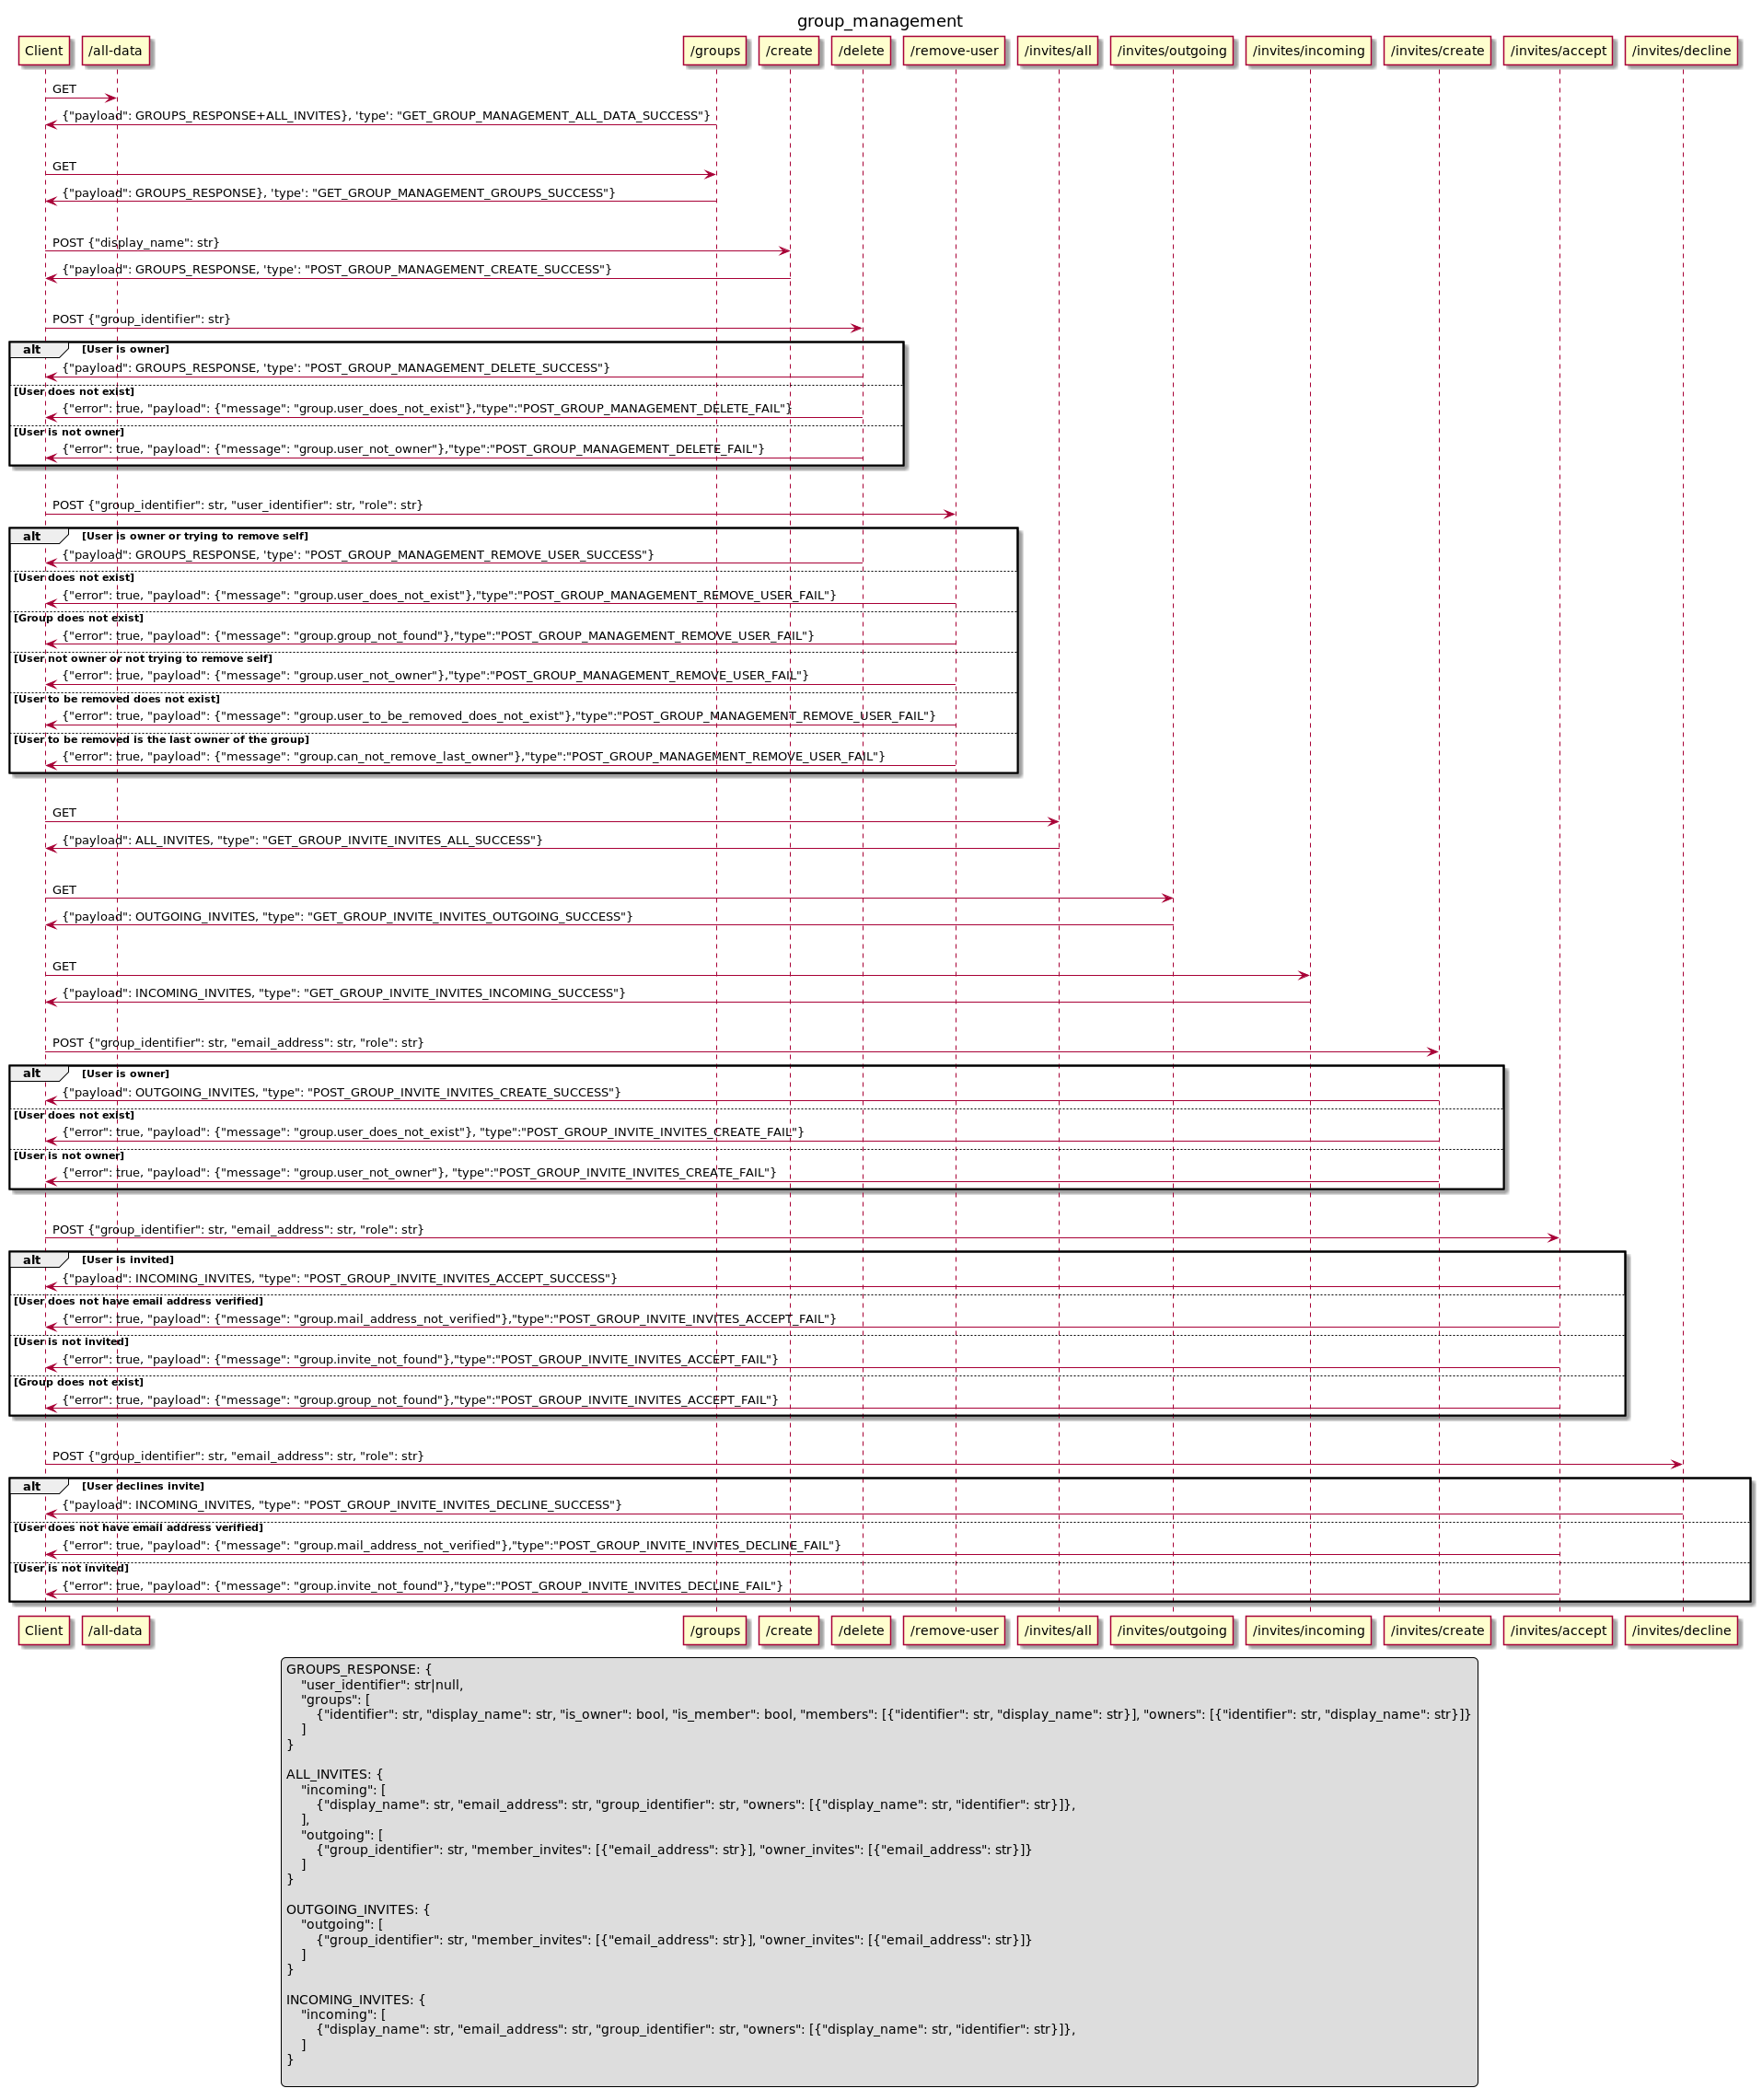 group_management
Client /all-data /groups /create /delete /remove-user /invites/all /invites/outgoing /invites/incoming /invites/create /invites/accept /invites/decline
GET
{"payload": GROUPS_RESPONSE+ALL_INVITES}, 'type': "GET_GROUP_MANAGEMENT_ALL_DATA_SUCCESS"}
GET
{"payload": GROUPS_RESPONSE}, 'type': "GET_GROUP_MANAGEMENT_GROUPS_SUCCESS"}
POST {"display_name": str}
{"payload": GROUPS_RESPONSE, 'type': "POST_GROUP_MANAGEMENT_CREATE_SUCCESS"}
POST {"group_identifier": str}
alt [User is owner]
{"payload": GROUPS_RESPONSE, 'type': "POST_GROUP_MANAGEMENT_DELETE_SUCCESS"}
[User does not exist]
{"error": true, "payload": {"message": "group.user_does_not_exist"},"type":"POST_GROUP_MANAGEMENT_DELETE_FAIL"}
[User is not owner]
{"error": true, "payload": {"message": "group.user_not_owner"},"type":"POST_GROUP_MANAGEMENT_DELETE_FAIL"}
POST {"group_identifier": str, "user_identifier": str, "role": str}
alt [User is owner or trying to remove self]
{"payload": GROUPS_RESPONSE, 'type': "POST_GROUP_MANAGEMENT_REMOVE_USER_SUCCESS"}
[User does not exist]
{"error": true, "payload": {"message": "group.user_does_not_exist"},"type":"POST_GROUP_MANAGEMENT_REMOVE_USER_FAIL"}
[Group does not exist]
{"error": true, "payload": {"message": "group.group_not_found"},"type":"POST_GROUP_MANAGEMENT_REMOVE_USER_FAIL"}
[User not owner or not trying to remove self]
{"error": true, "payload": {"message": "group.user_not_owner"},"type":"POST_GROUP_MANAGEMENT_REMOVE_USER_FAIL"}
[User to be removed does not exist]
{"error": true, "payload": {"message": "group.user_to_be_removed_does_not_exist"},"type":"POST_GROUP_MANAGEMENT_REMOVE_USER_FAIL"}
[User to be removed is the last owner of the group]
{"error": true, "payload": {"message": "group.can_not_remove_last_owner"},"type":"POST_GROUP_MANAGEMENT_REMOVE_USER_FAIL"}
GET
{"payload": ALL_INVITES, "type": "GET_GROUP_INVITE_INVITES_ALL_SUCCESS"}
GET
{"payload": OUTGOING_INVITES, "type": "GET_GROUP_INVITE_INVITES_OUTGOING_SUCCESS"}
GET
{"payload": INCOMING_INVITES, "type": "GET_GROUP_INVITE_INVITES_INCOMING_SUCCESS"}
POST {"group_identifier": str, "email_address": str, "role": str}
alt [User is owner]
{"payload": OUTGOING_INVITES, "type": "POST_GROUP_INVITE_INVITES_CREATE_SUCCESS"}
[User does not exist]
{"error": true, "payload": {"message": "group.user_does_not_exist"}, "type":"POST_GROUP_INVITE_INVITES_CREATE_FAIL"}
[User is not owner]
{"error": true, "payload": {"message": "group.user_not_owner"}, "type":"POST_GROUP_INVITE_INVITES_CREATE_FAIL"}
POST {"group_identifier": str, "email_address": str, "role": str}
alt [User is invited]
{"payload": INCOMING_INVITES, "type": "POST_GROUP_INVITE_INVITES_ACCEPT_SUCCESS"}
[User does not have email address verified]
{"error": true, "payload": {"message": "group.mail_address_not_verified"},"type":"POST_GROUP_INVITE_INVITES_ACCEPT_FAIL"}
[User is not invited]
{"error": true, "payload": {"message": "group.invite_not_found"},"type":"POST_GROUP_INVITE_INVITES_ACCEPT_FAIL"}
[Group does not exist]
{"error": true, "payload": {"message": "group.group_not_found"},"type":"POST_GROUP_INVITE_INVITES_ACCEPT_FAIL"}
POST {"group_identifier": str, "email_address": str, "role": str}
alt [User declines invite]
{"payload": INCOMING_INVITES, "type": "POST_GROUP_INVITE_INVITES_DECLINE_SUCCESS"}
[User does not have email address verified]
{"error": true, "payload": {"message": "group.mail_address_not_verified"},"type":"POST_GROUP_INVITE_INVITES_DECLINE_FAIL"}
[User is not invited]
{"error": true, "payload": {"message": "group.invite_not_found"},"type":"POST_GROUP_INVITE_INVITES_DECLINE_FAIL"}
Client /all-data /groups /create /delete /remove-user /invites/all /invites/outgoing /invites/incoming /invites/create /invites/accept /invites/decline
GROUPS_RESPONSE: {
"user_identifier": str|null,
"groups": [
{"identifier": str, "display_name": str, "is_owner": bool, "is_member": bool, "members": [{"identifier": str, "display_name": str}], "owners": [{"identifier": str, "display_name": str}]}
]
}
ALL_INVITES: {
"incoming": [
{"display_name": str, "email_address": str, "group_identifier": str, "owners": [{"display_name": str, "identifier": str}]},
],
"outgoing": [
{"group_identifier": str, "member_invites": [{"email_address": str}], "owner_invites": [{"email_address": str}]}
]
}
OUTGOING_INVITES: {
"outgoing": [
{"group_identifier": str, "member_invites": [{"email_address": str}], "owner_invites": [{"email_address": str}]}
]
}
INCOMING_INVITES: {
"incoming": [
{"display_name": str, "email_address": str, "group_identifier": str, "owners": [{"display_name": str, "identifier": str}]},
]
}